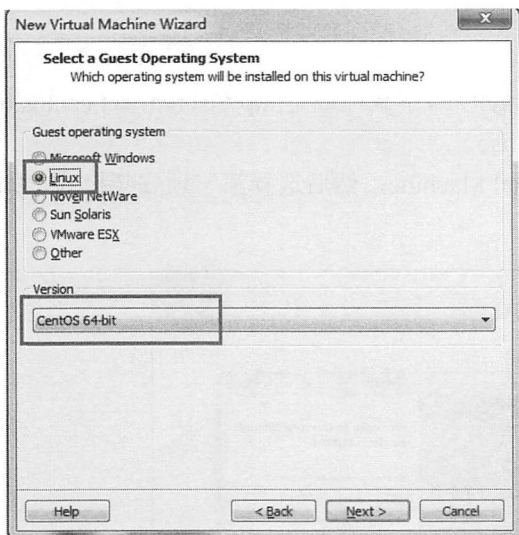 New Virtual Machine Wizard
Select a Guest Operating System
Which operating system will be installed on this virtual machine?
Guest operating system
Microsoft Windows
Linux
Novell NetWare
Sun Solaris
VMware ESX
Other
Version
CentOS 64-bit
Help
< Back
Next >
Cancel